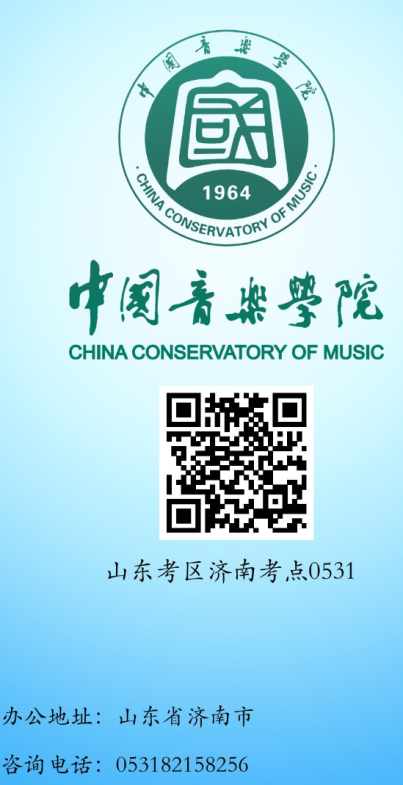 中國音樂學院
1964
CHINA CONSERVATORY OF MUSIC
中國音樂學院
CHINA CONSERVATORY OF MUSIC
山东考区济南考点0531
办公地址：山东省济南市
咨询电话：053182158256